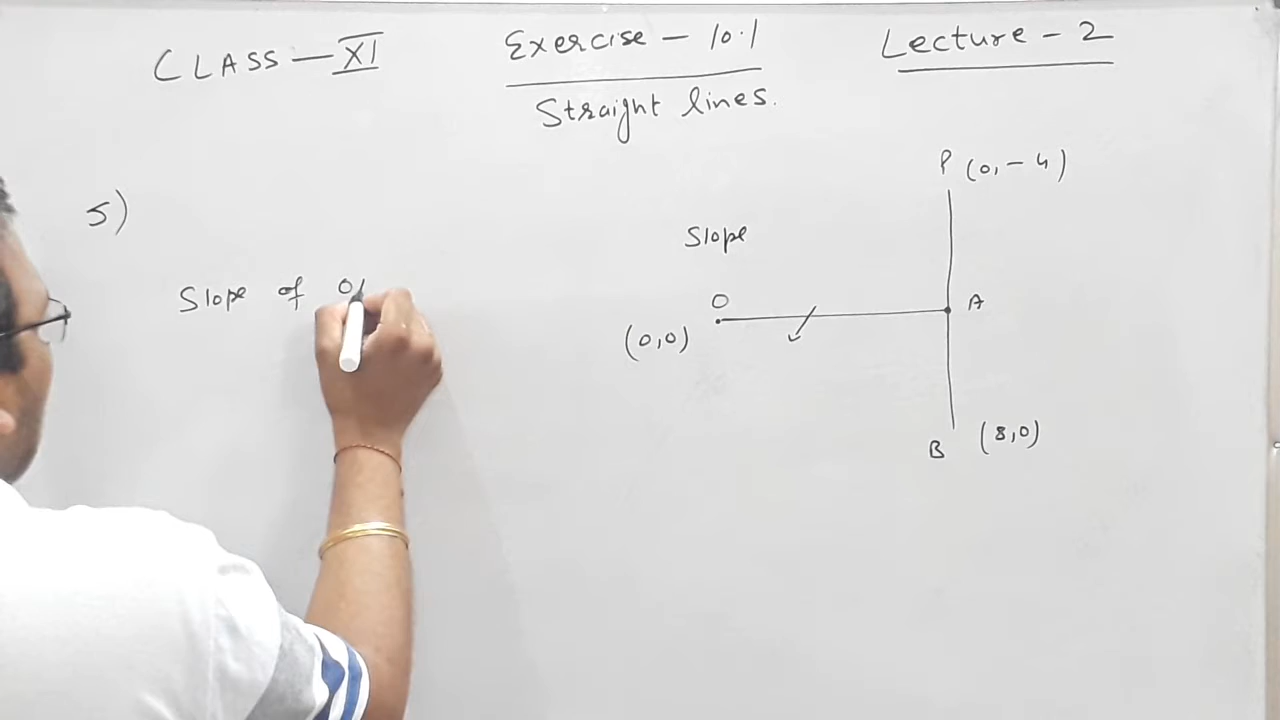 CLASS — XI
Exercise — 10.1
Lecture - 2
Straight lines.
5)
P (0, -4)
Slope
Slope of
O
A
(0,0)
B (8,0)